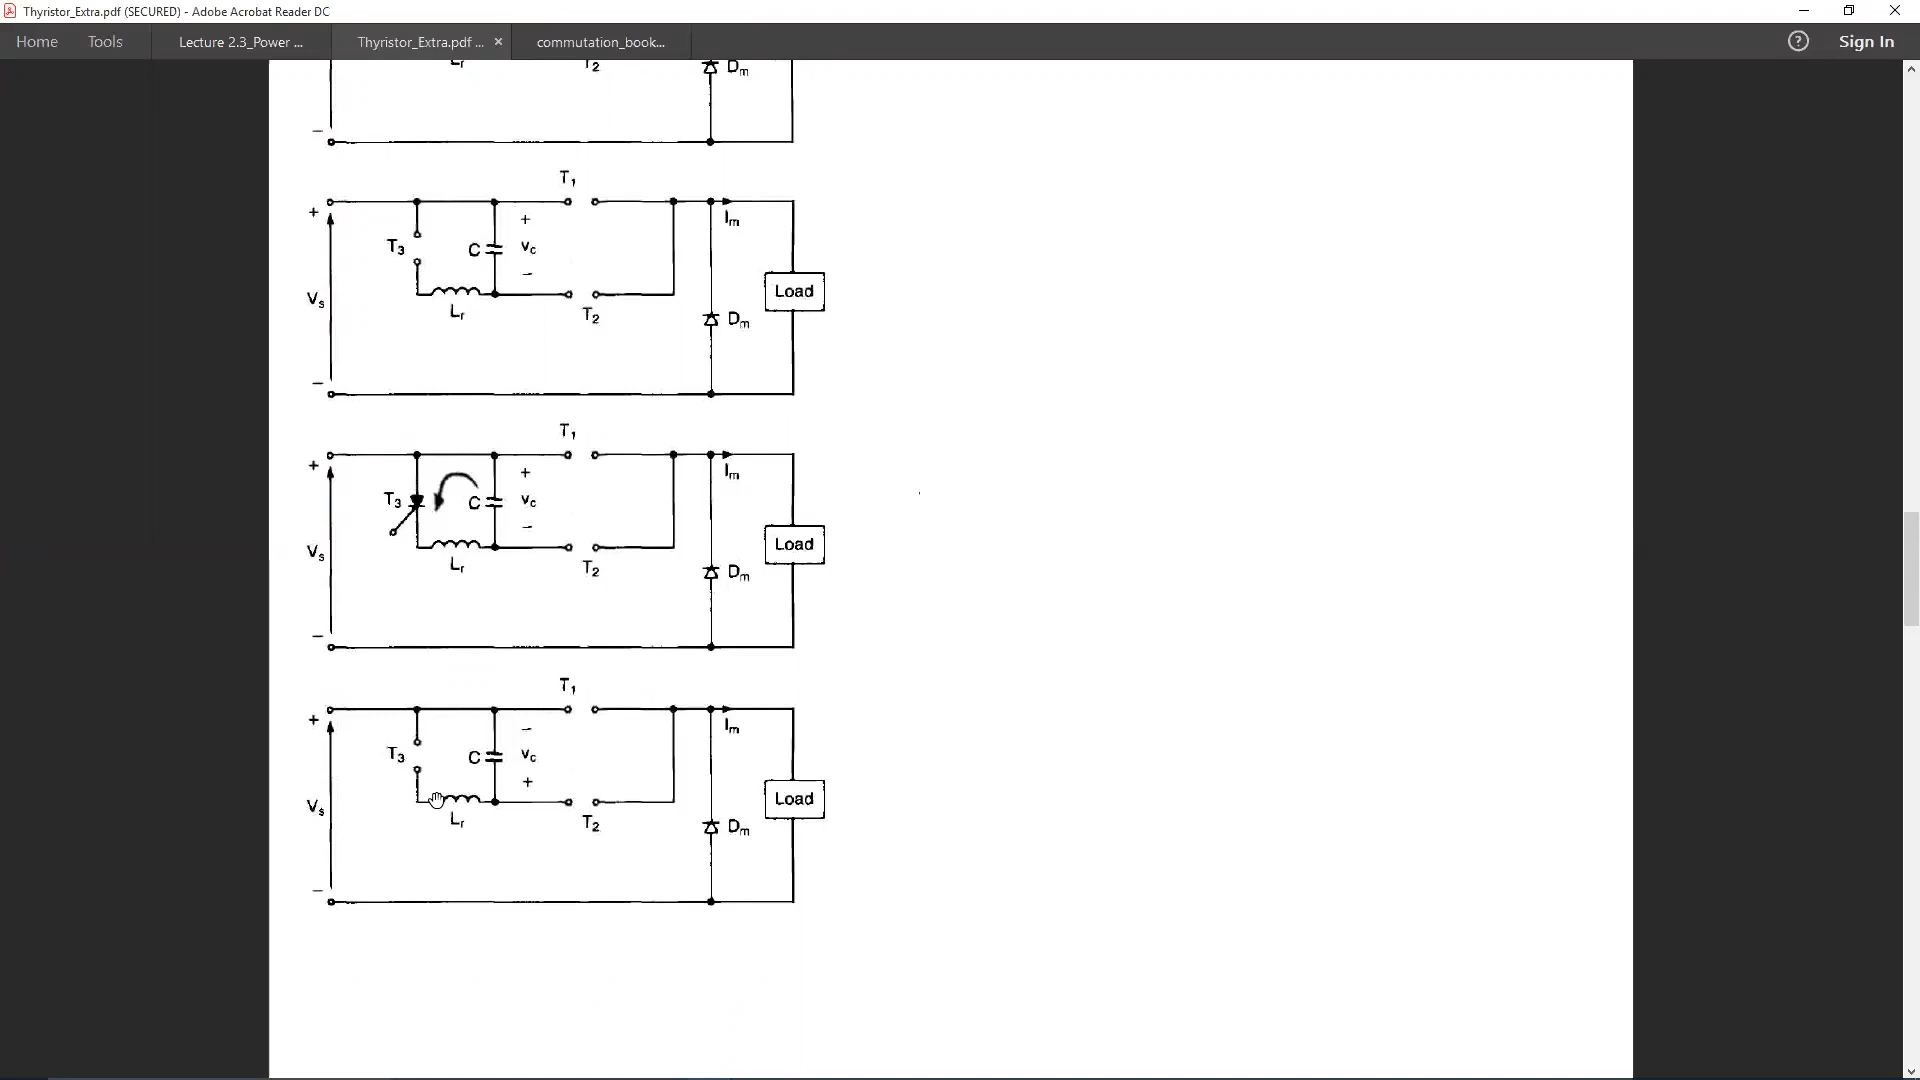 Thyristor_Extra.pdf (SECURED) - Adobe Acrobat Reader DC
Home Tools Lecture 2.3_Power ... Thyristor_Extra.pdf ... × commutation_book... ? Sign In
Lr T2 Dm
−
T1
+ Im
+
T3 C vc
−
Vs Load
Lr T2 Dm
−
T1
+ Im
+
T3 C vc
−
Vs Load
Lr T2 Dm
−
T1
+ Im
−
T3 C vc
+
Vs Load
Lr T2 Dm
−